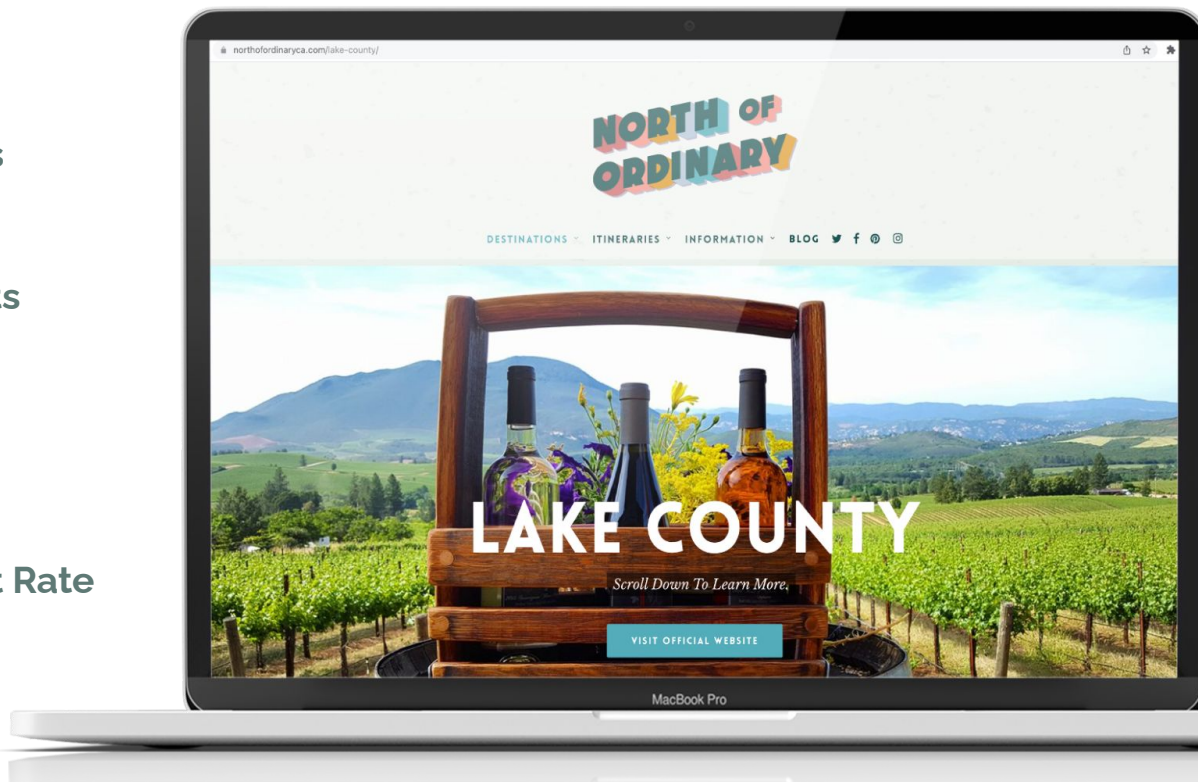 s
ts
t Rate
northofordinaryca.com/lake-county/
NORTH OF
ORDINARY
DESTINATIONS ITINERARIES INFORMATION BLOG
LAKE COUNTY
Scroll Down To Learn More.
VISIT OFFICIAL WEBSITE
MacBook Pro